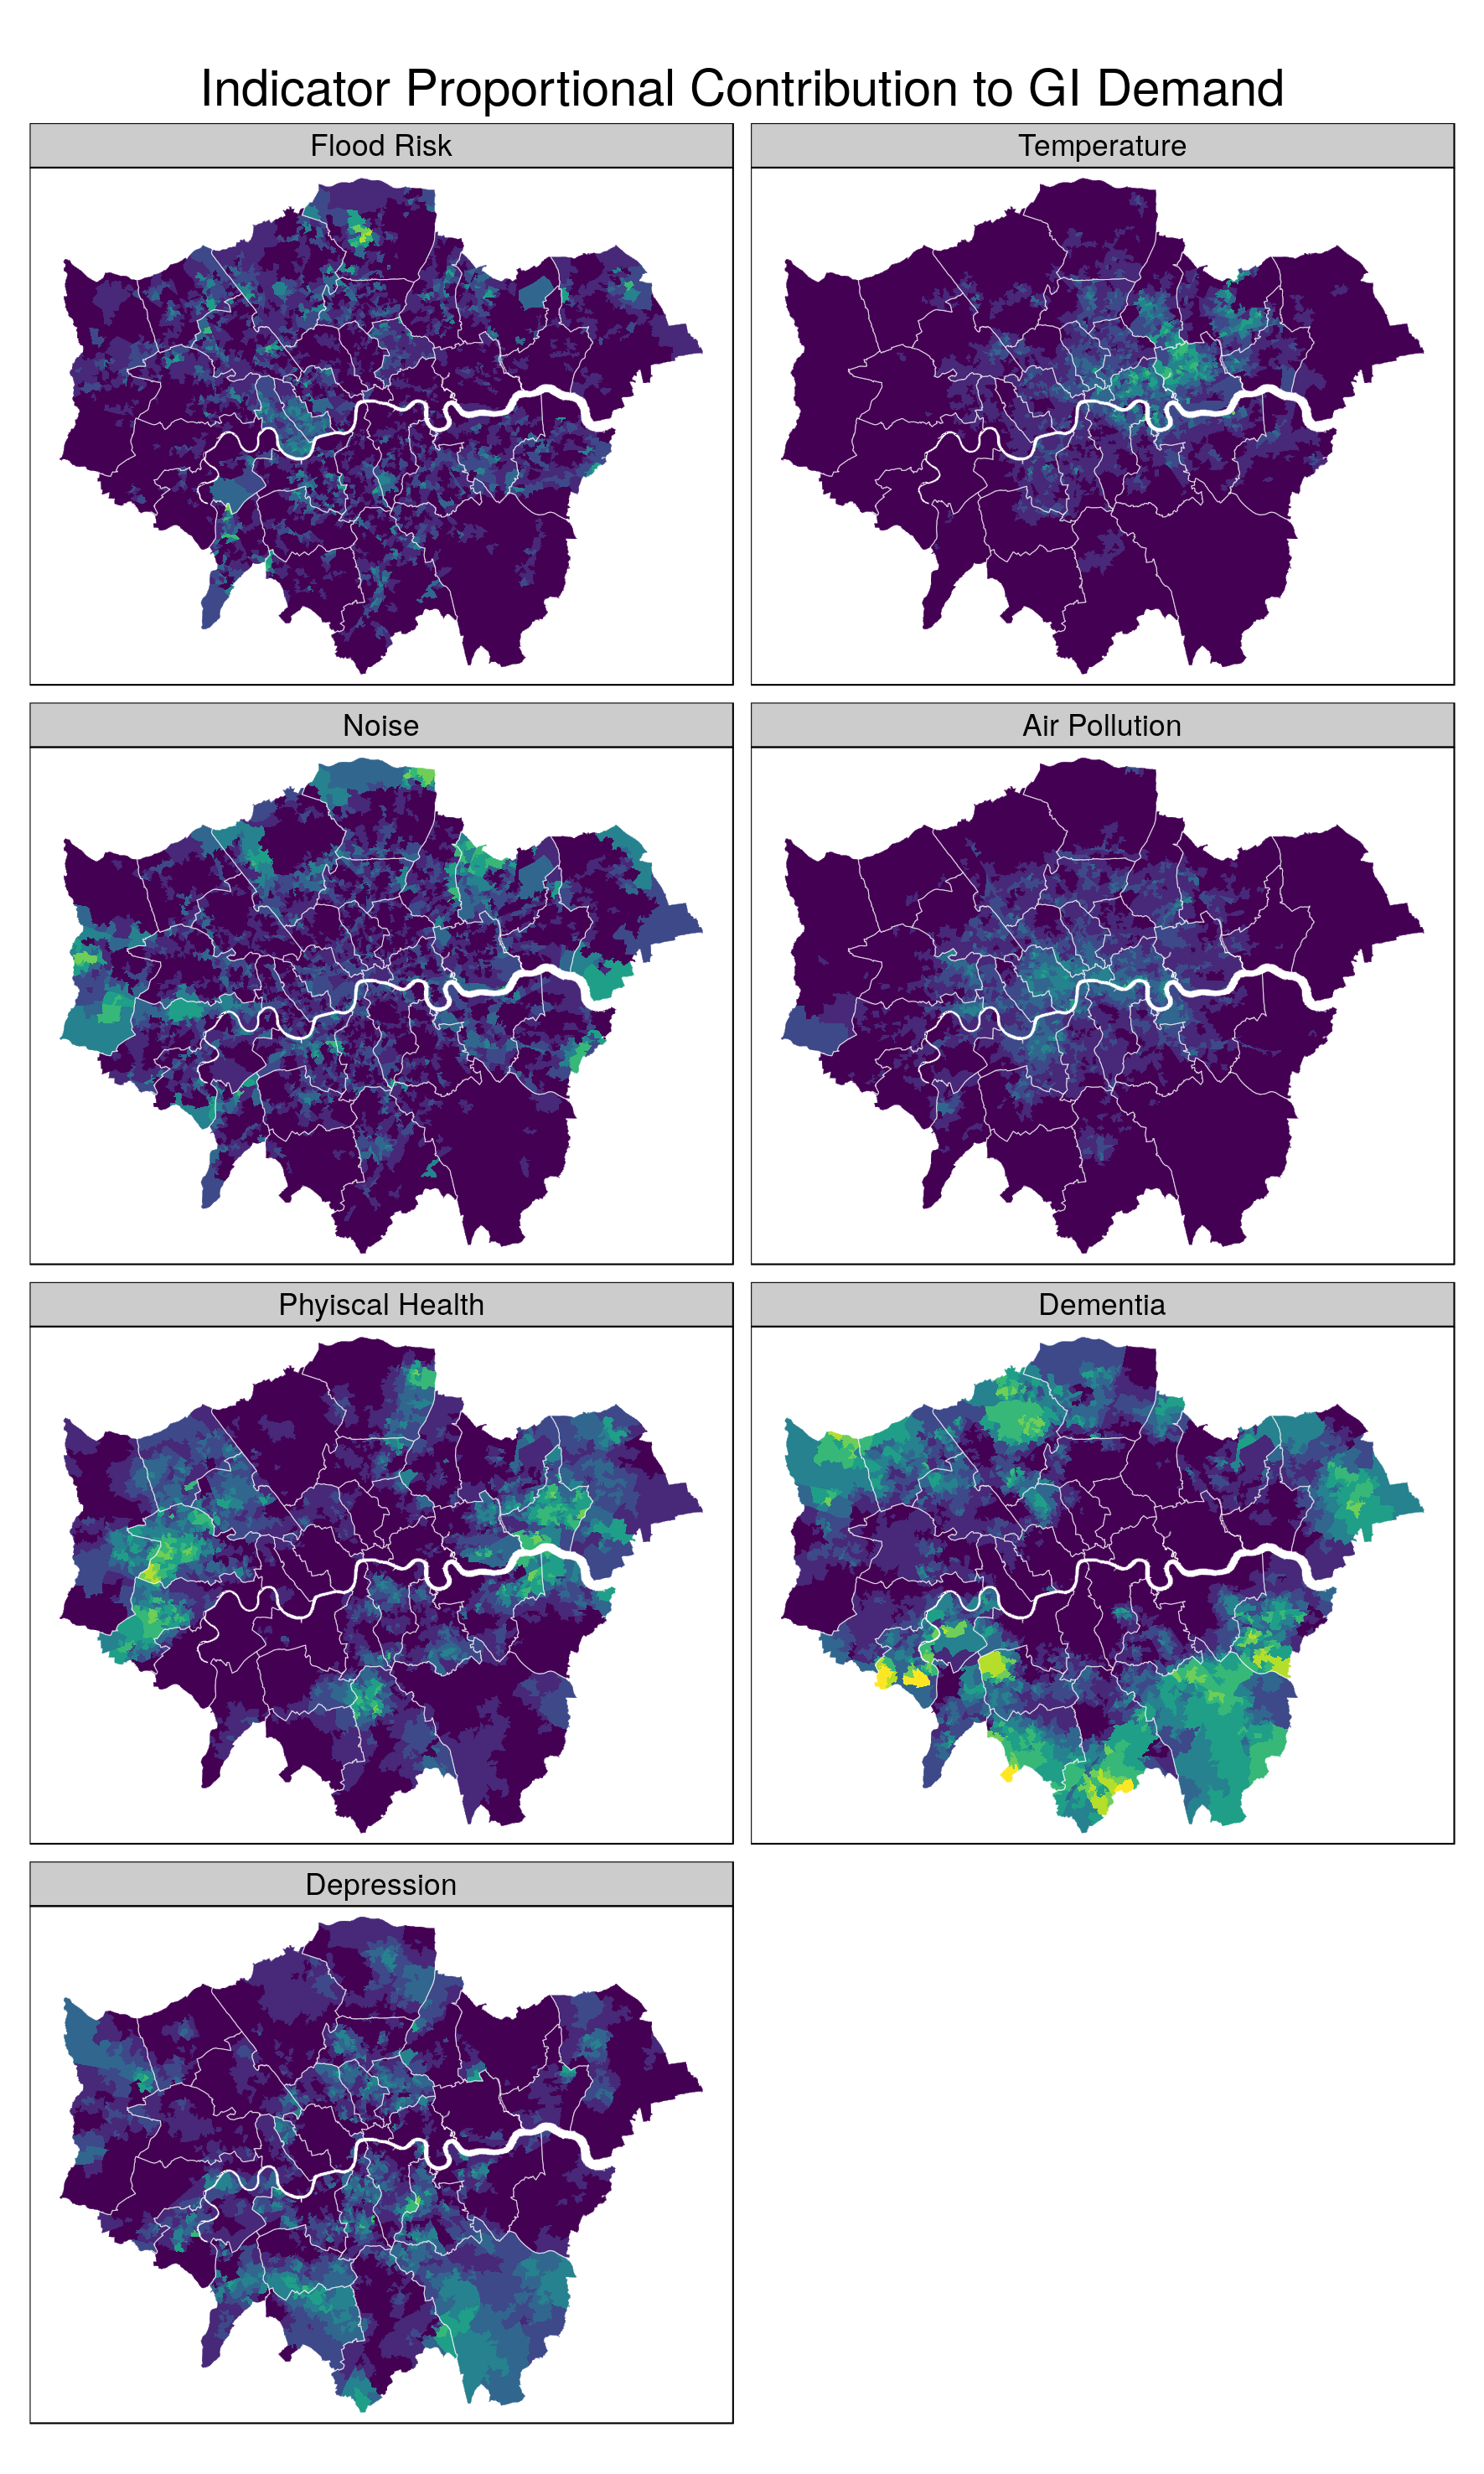 Indicator Proportional Contribution to GI Demand
Flood Risk
Temperature
Noise
Air Pollution
Phyiscal Health
Dementia
Depression